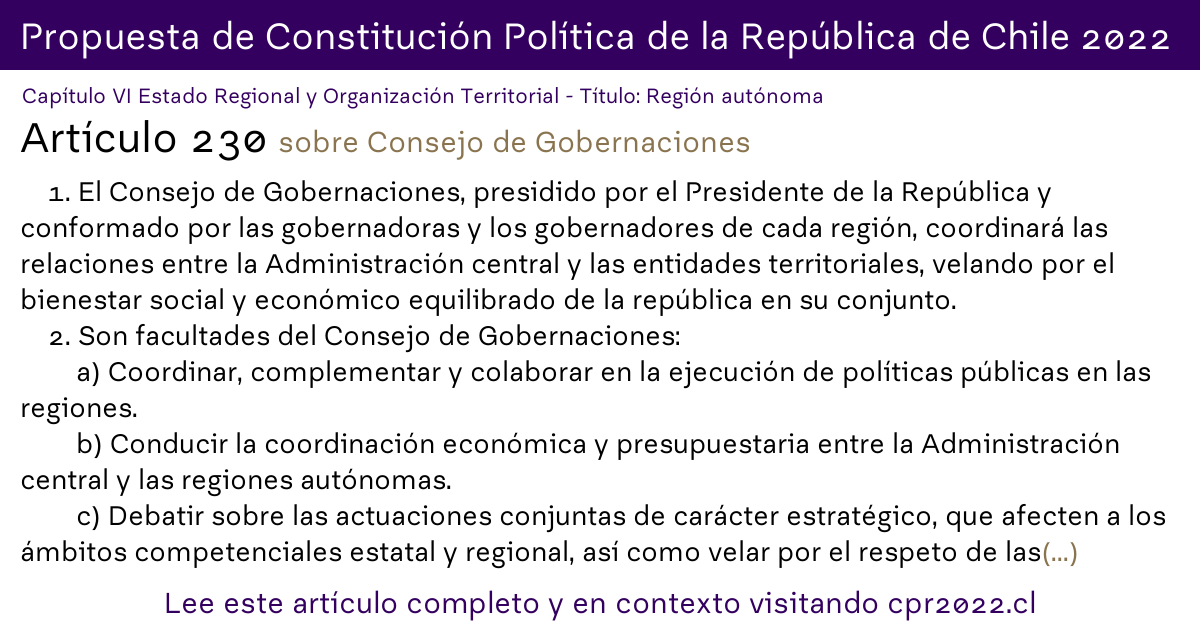 Propuesta de Constitución Política de la República de Chile 2022
Capítulo VI Estado Regional y Organización Territorial - Título: Región autónoma
Artículo 230 sobre Consejo de Gobernaciones
1. El Consejo de Gobernaciones, presidido por el Presidente de la República y
conformado por las gobernadoras y los gobernadores de cada región, coordinará las
relaciones entre la Administración central y las entidades territoriales, velando por el
bienestar social y económico equilibrado de la república en su conjunto.
2. Son facultades del Consejo de Gobernaciones:
a) Coordinar, complementar y colaborar en la ejecución de políticas públicas en las
regiones.
b) Conducir la coordinación económica y presupuestaria entre la Administración
central y las regiones autónomas.
c) Debatir sobre las actuaciones conjuntas de carácter estratégico, que afecten a los
ámbitos competenciales estatal y regional, así como velar por el respeto de las(...)
Lee este artículo completo y en contexto visitando cpr2022.cl